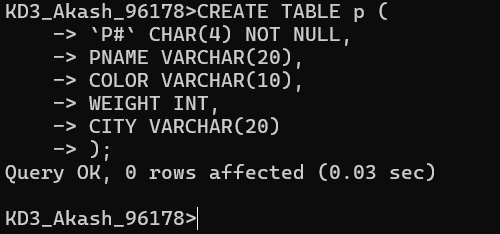 KD3_Akash_96178>CREATE TABLE p (
    -> `P#` CHAR(4) NOT NULL,
    -> PNAME VARCHAR(20),
    -> COLOR VARCHAR(10),
    -> WEIGHT INT,
    -> CITY VARCHAR(20)
    -> );
Query OK, 0 rows affected (0.03 sec)
KD3_Akash_96178>